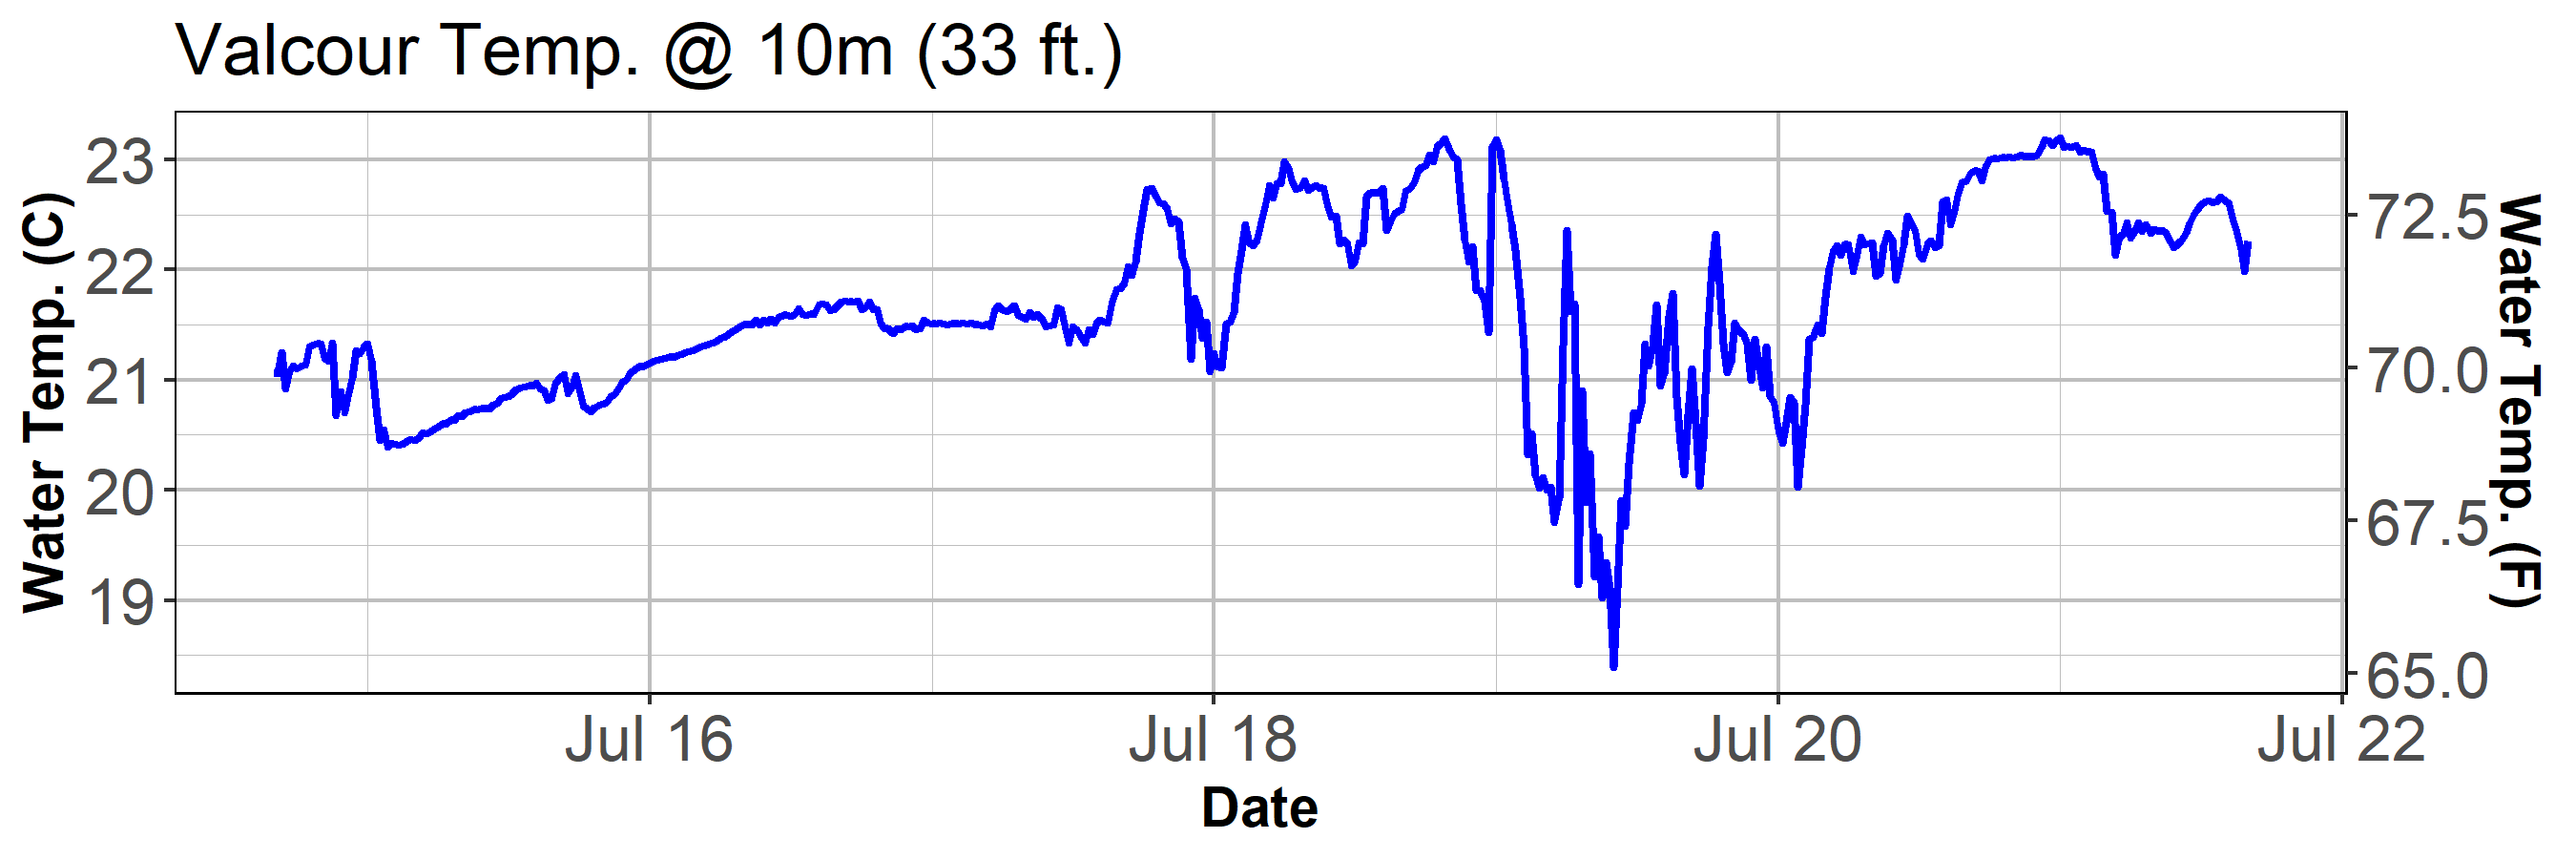 Valcour Temp. @ 10m (33 ft.)
Water Temp. (C)
23
22
21
20
19
72.5
70.0
67.5
65.0
Water Temp. (F)
Jul 16
Jul 18
Jul 20
Jul 22
Date